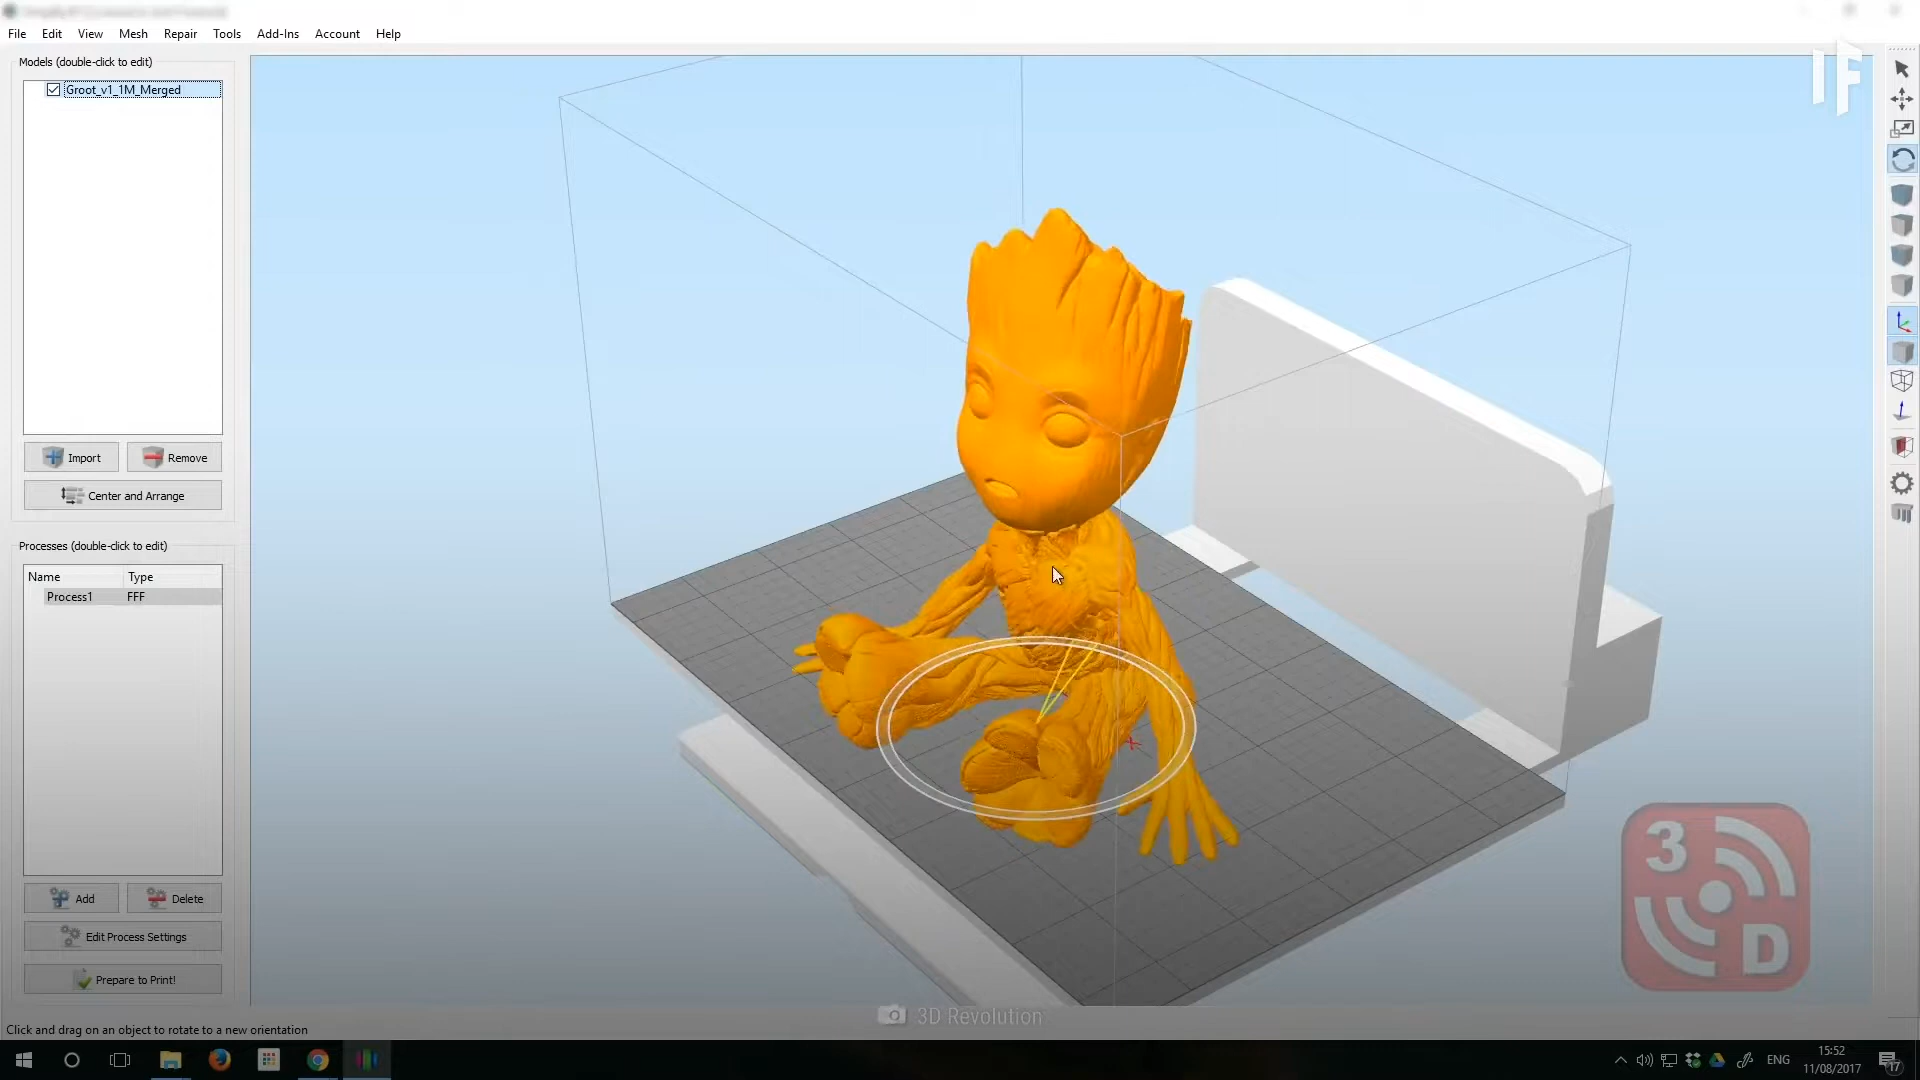 File Edit View Mesh Repair Tools Add-Ins Account Help
Models (double-click to edit)
Groot_v1_1M_Merged
Import Remove
Center and Arrange
Processes (double-click to edit)
Name Type
Process1 FFF
Add Delete
Edit Process Settings
Prepare to Print!
Click and drag on an object to rotate to a new orientation
IF
3
D
3D Revolution
ENG
15:52
11/08/2017
17